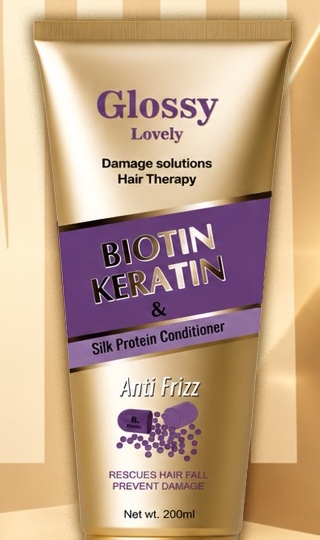 Glossy
Lovely
Damage solutions
Hair Therapy
BIOTIN
KERATIN
&
Silk Protein Conditioner
Anti Frizz
B₇
RESCUES HAIR FALL
PREVENT DAMAGE
Net wt. 200ml